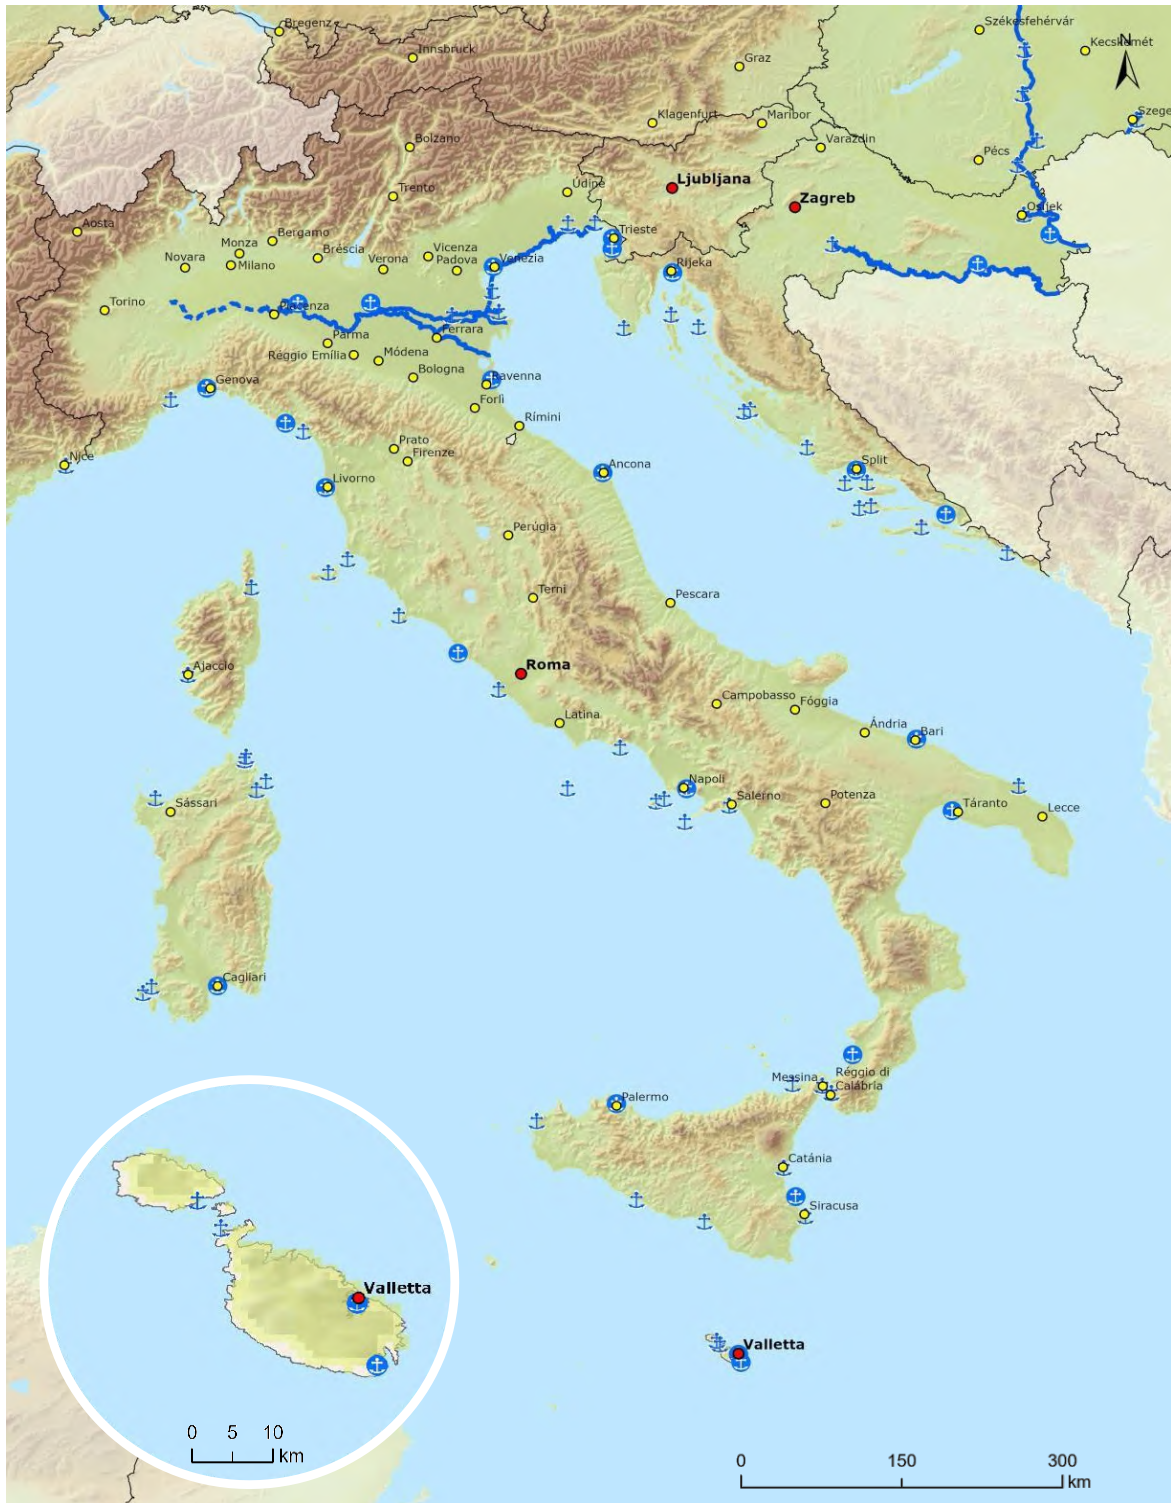 Bregenz
Székesfehérvár
Innsbruck
Kecskemét
N
Graz
Klagenfurt
Maribor
Szege
Bolzano
Varazdin
Pécs
Ljubljana
Trento
Udine
Zagreb
Osijek
Aosta
Trieste
Bergamo
Monza
Bréscia
Vicenza
Novara
Milano
Verona
Padova
Venezia
Rijeka
Torino
Piacenza
Parma
Ferrara
Réggio Emília
Módena
Bologna
Ravenna
Genova
Forlì
Rímini
Prato
Firenze
Nice
Ancona
Split
Livorno
Perúgia
Terni
Pescara
Ajaccio
Roma
Campobasso
Fóggia
Latina
Ándria
Bari
Napoli
Salerno
Potenza
Sássari
Táranto
Lecce
Cagliari
Messina
Réggio di
Calábria
Palermo
Catánia
Siracusa
Valletta
Valletta
0 5 10
km
0 150 300
km